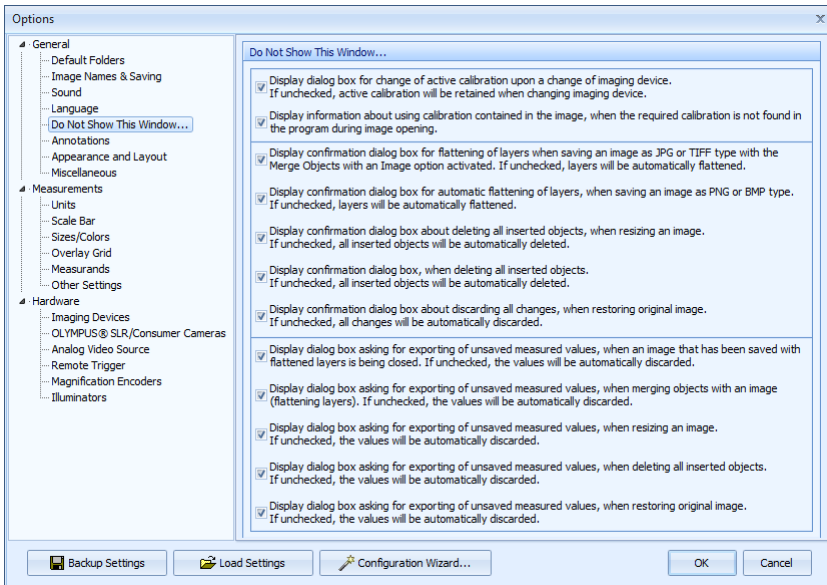 Options
x
General
Default Folders
Image Names & Saving
Sound
Language
Do Not Show This Window...
Annotations
Appearance and Layout
Miscellaneous
Measurements
Units
Scale Bar
Sizes/Colors
Overlay Grid
Measurands
Other Settings
Hardware
Imaging Devices
OLYMPUS® SLR/Consumer Cameras
Analog Video Source
Remote Trigger
Magnification Encoders
Illuminators
Do Not Show This Window...
Display dialog box for change of active calibration upon a change of imaging device.
If unchecked, active calibration will be retained when changing imaging device.
Display information about using calibration contained in the image, when the required calibration is not found in
the program during image opening.
Display confirmation dialog box for flattening of layers when saving an image as JPG or TIFF type with the
Merge Objects with an Image option activated. If unchecked, layers will be automatically flattened.
Display confirmation dialog box for automatic flattening of layers, when saving an image as PNG or BMP type.
If unchecked, layers will be automatically flattened.
Display confirmation dialog box about deleting all inserted objects, when resizing an image.
If unchecked, all inserted objects will be automatically deleted.
Display confirmation dialog box, when deleting all inserted objects.
If unchecked, all inserted objects will be automatically deleted.
Display confirmation dialog box about discarding all changes, when restoring original image.
If unchecked, all changes will be automatically discarded.
Display dialog box asking for exporting of unsaved measured values, when an image that has been saved with
flattened layers is being closed. If unchecked, the values will be automatically discarded.
Display dialog box asking for exporting of unsaved measured values, when merging objects with an image
(flattening layers). If unchecked, the values will be automatically discarded.
Display dialog box asking for exporting of unsaved measured values, when resizing an image.
If unchecked, the values will be automatically discarded.
Display dialog box asking for exporting of unsaved measured values, when deleting all inserted objects.
If unchecked, the values will be automatically discarded.
Display dialog box asking for exporting of unsaved measured values, when restoring original image.
If unchecked, the values will be automatically discarded.
Backup Settings
Load Settings
Configuration Wizard...
OK
Cancel